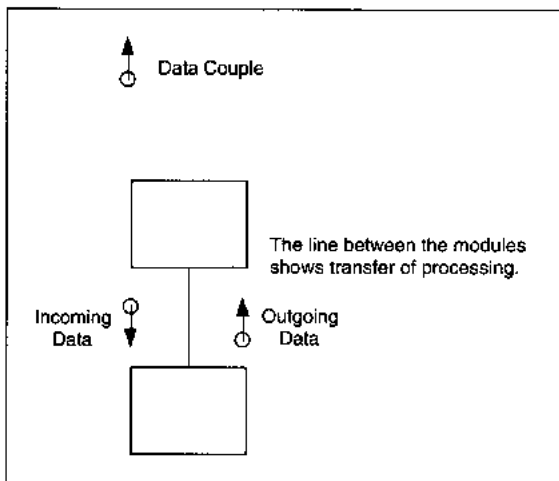 Data Couple
The line between the modules
shows transfer of processing.
Incoming
Data
Outgoing
Data